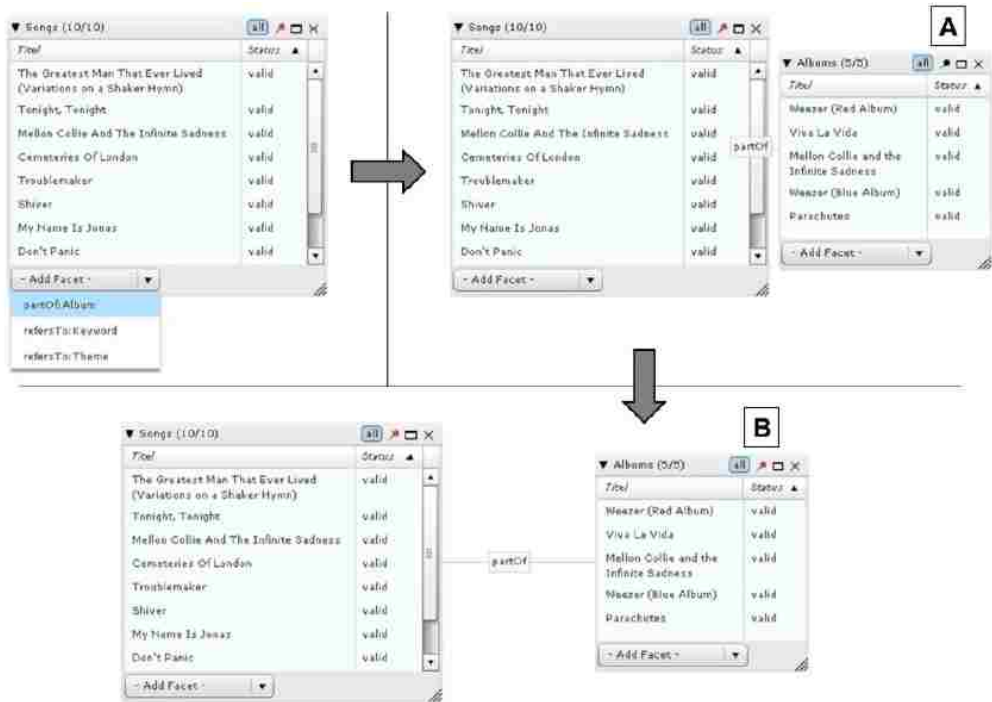 ▼ Songs (10/10) all
Titel Status ▲
The Greatest Man That Ever Lived valid
(Variations on a Shaker Hymn)
Tonight, Tonight valid
Mellon Collie And The Infinite Sadness valid
Cemeteries Of London valid
Troublemaker valid
Shiver valid
My Name Is Jonas valid
Don't Panic valid
- Add Facet - ▼
partOf:Album
refersTo:Keyword
refersTo:Theme
▼ Songs (10/10) all
Titel Status ▲
The Greatest Man That Ever Lived valid
(Variations on a Shaker Hymn)
Tonight, Tonight valid
Mellon Collie And The Infinite Sadness valid
Cemeteries Of London valid
Troublemaker valid
Shiver valid
My Name Is Jonas valid
Don't Panic valid
- Add Facet - ▼
partOf
A
▼ Albums (5/5) all
Titel Status ▲
Weezer (Red Album) valid
Viva La Vida valid
Mellon Collie and the valid
Infinite Sadness
Weezer (Blue Album) valid
Parachutes valid
- Add Facet - ▼
▼ Songs (10/10) all
Titel Status ▲
The Greatest Man That Ever Lived valid
(Variations on a Shaker Hymn)
Tonight, Tonight valid
Mellon Collie And The Infinite Sadness valid
Cemeteries Of London valid
Troublemaker valid
Shiver valid
My Name Is Jonas valid
Don't Panic valid
- Add Facet - ▼
partOf
B
▼ Albums (5/5) all
Titel Status ▲
Weezer (Red Album) valid
Viva La Vida valid
Mellon Collie and the valid
Infinite Sadness
Weezer (Blue Album) valid
Parachutes valid
- Add Facet - ▼